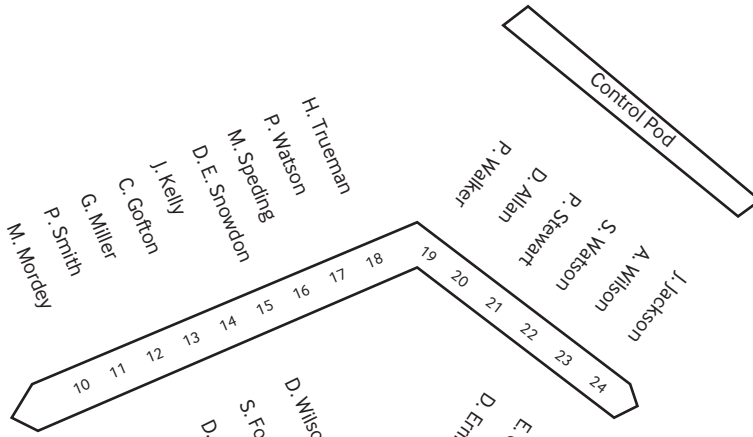 Control Pod
H. Trueman
P. Watson
M. Speding
D. E. Snowdon
J. Kelly
C. Gofton
G. Miller
P. Smith
M. Mordey
P. Walker
D. Allan
P. Stewart
S. Watson
A. Wilson
J. Jackson
10 11 12 13 14 15 16 17 18
19 20 21 22 23 24
D.
S.
D.
D.
E.